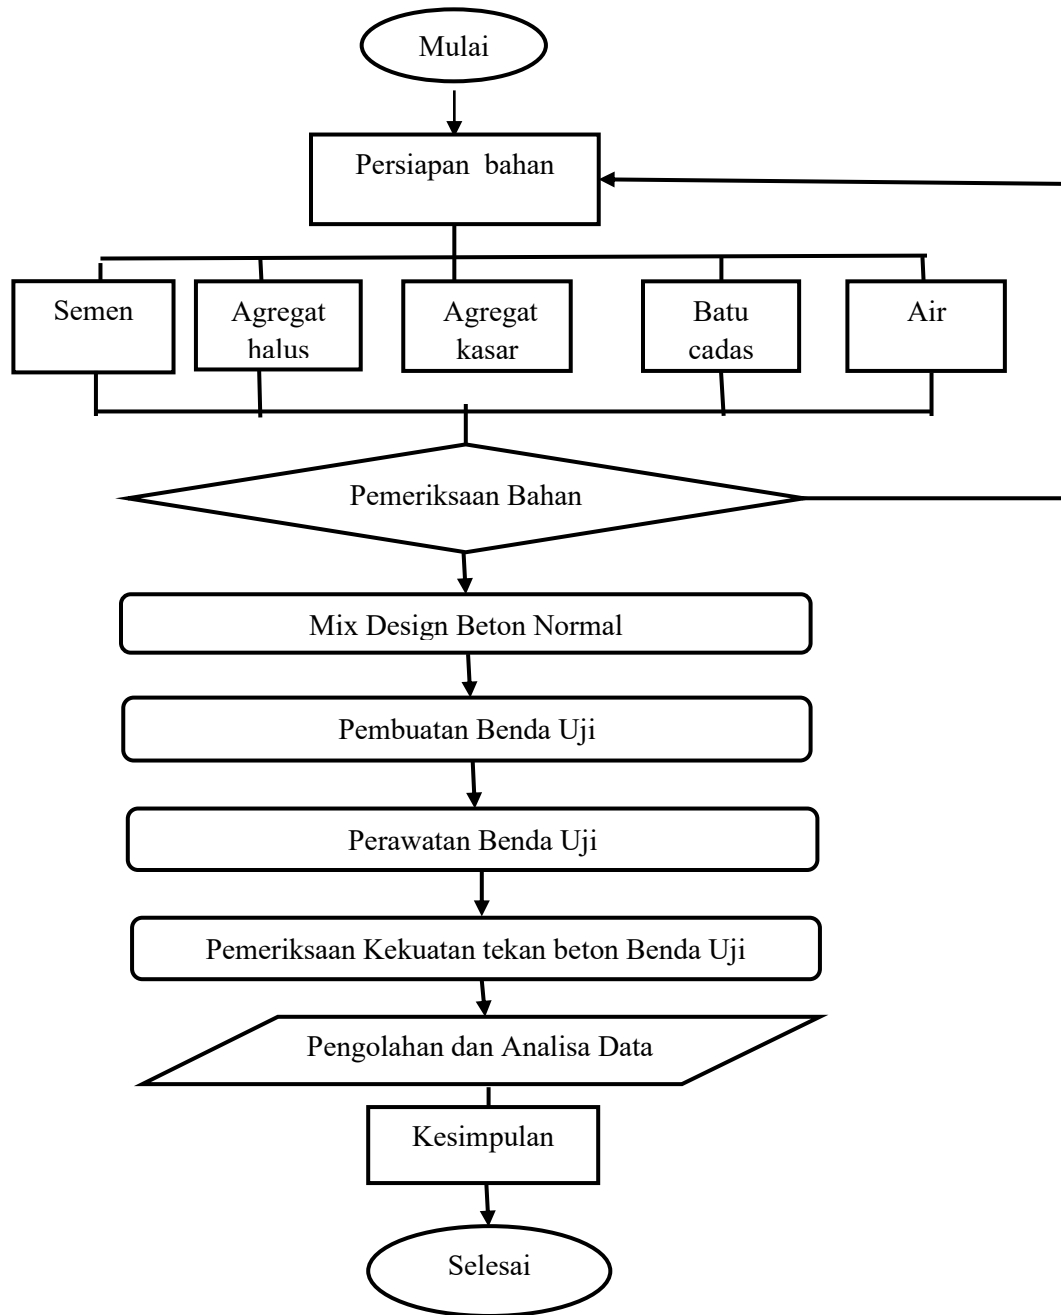 Mulai
Persiapan bahan
Semen
Agregat
halus
Agregat
kasar
Batu
cadas
Air
Pemeriksaan Bahan
Mix Design Beton Normal
Pembuatan Benda Uji
Perawatan Benda Uji
Pemeriksaan Kekuatan tekan beton Benda Uji
Pengolahan dan Analisa Data
Kesimpulan
Selesai